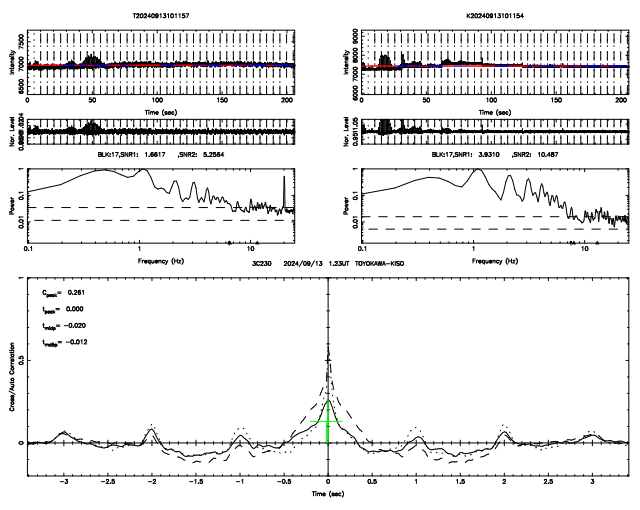 T20240913101157
K20240913101154
Intensity
7500
7000
6500
0
50
100
150
200
Time (sec)
Intensity
9000
8000
7000
6000
0
50
100
150
200
Time (sec)
Nor. Level
Nor. Level
BLK:17,SNR1: 1.6617 ,SNR2: 5.2564
BLK:17,SNR1: 3.9310 ,SNR2: 10.487
Power
1
0.1
0.01
0.1
1
10
Frequency (Hz)
Power
1
0.1
0.01
0.1
1
10
Frequency (Hz)
3C230 2024/09/13 1.23UT TOYOKAWA-KISO
Cross/Auto Correlation
1
0.5
0
Cpeak= 0.261
tpeak= 0.000
tmidp= -0.020
-3
-2.5
-2
-1.5
-1
-0.5
0
0.5
1
1.5
2
2.5
3
Time (sec)